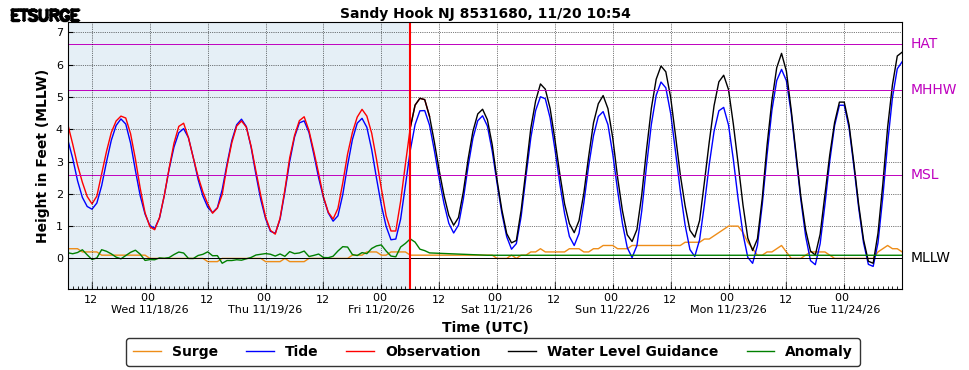 ETSURGE
Sandy Hook NJ 8531680, 11/20 10:54
Height in Feet (MLLW)
7
6
5
4
3
2
1
0
HAT
MHHW
MSL
MLLW
12 00 12 00 12 00 12 00 12 00 12 00 12 00
Wed 11/18/26 Thu 11/19/26 Fri 11/20/26 Sat 11/21/26 Sun 11/22/26 Mon 11/23/26 Tue 11/24/26
Time (UTC)
Surge Tide Observation Water Level Guidance Anomaly